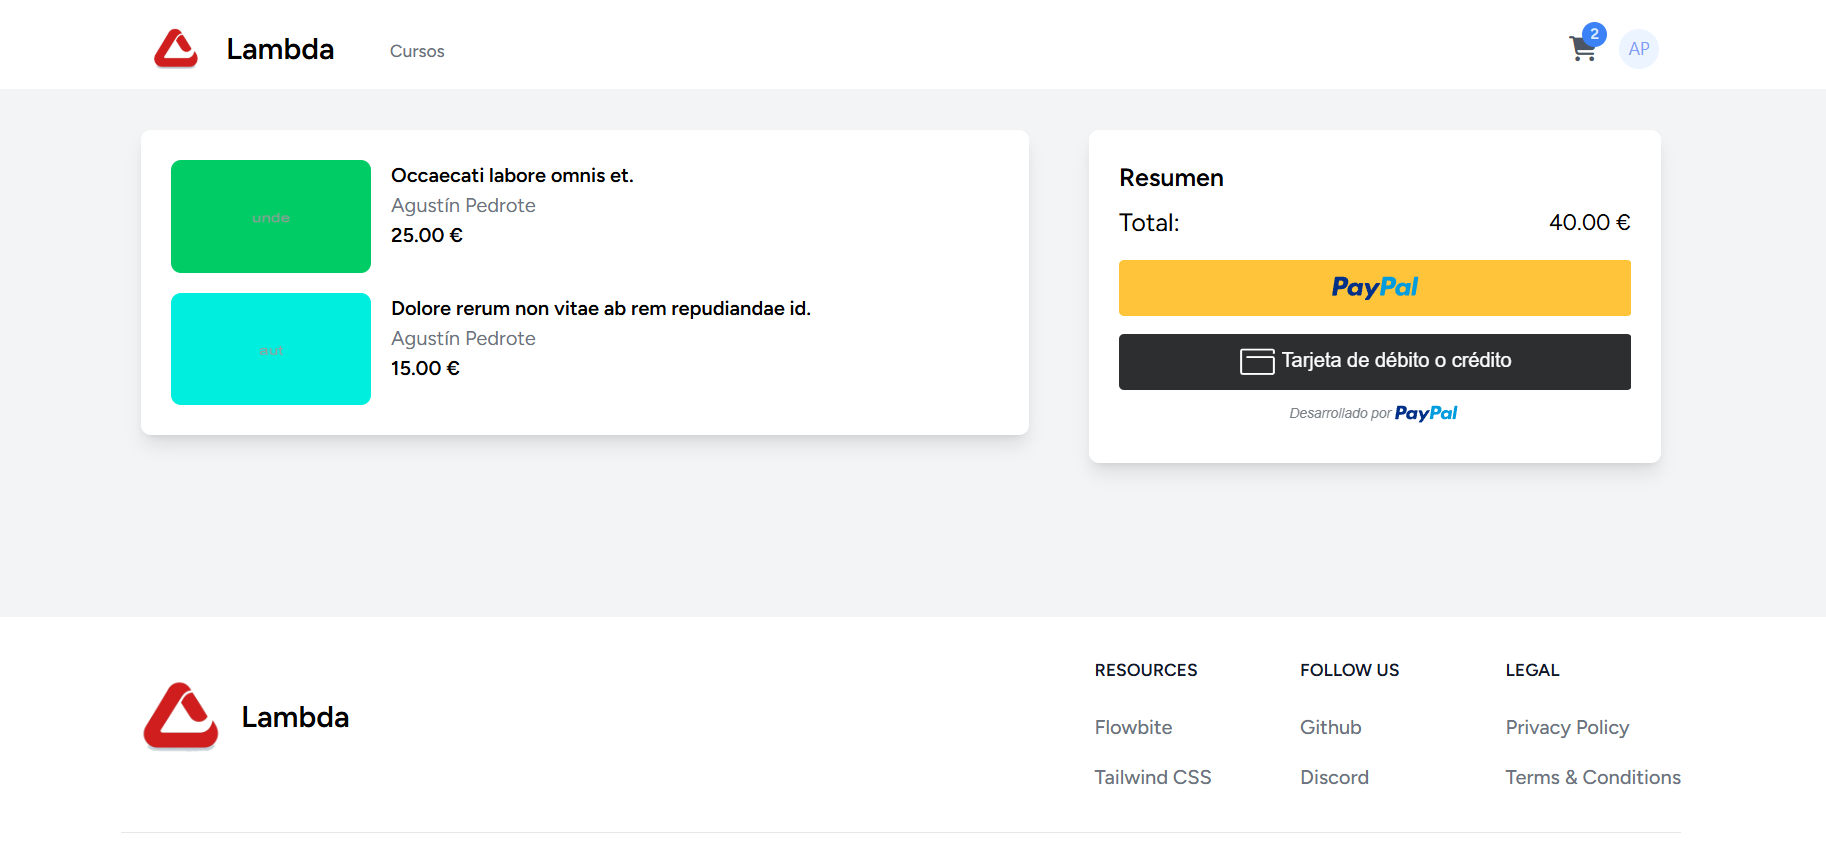 Lambda
Cursos
2
AP
unde
Occaecati labore omnis et.
Agustín Pedrote
25.00 €
aut
Dolore rerum non vitae ab rem repudiandae id.
Agustín Pedrote
15.00 €
Resumen
Total: 40.00 €
PayPal
Tarjeta de débito o crédito
Desarrollado por PayPal
Lambda
RESOURCES
Flowbite
Tailwind CSS
FOLLOW US
Github
Discord
LEGAL
Privacy Policy
Terms & Conditions